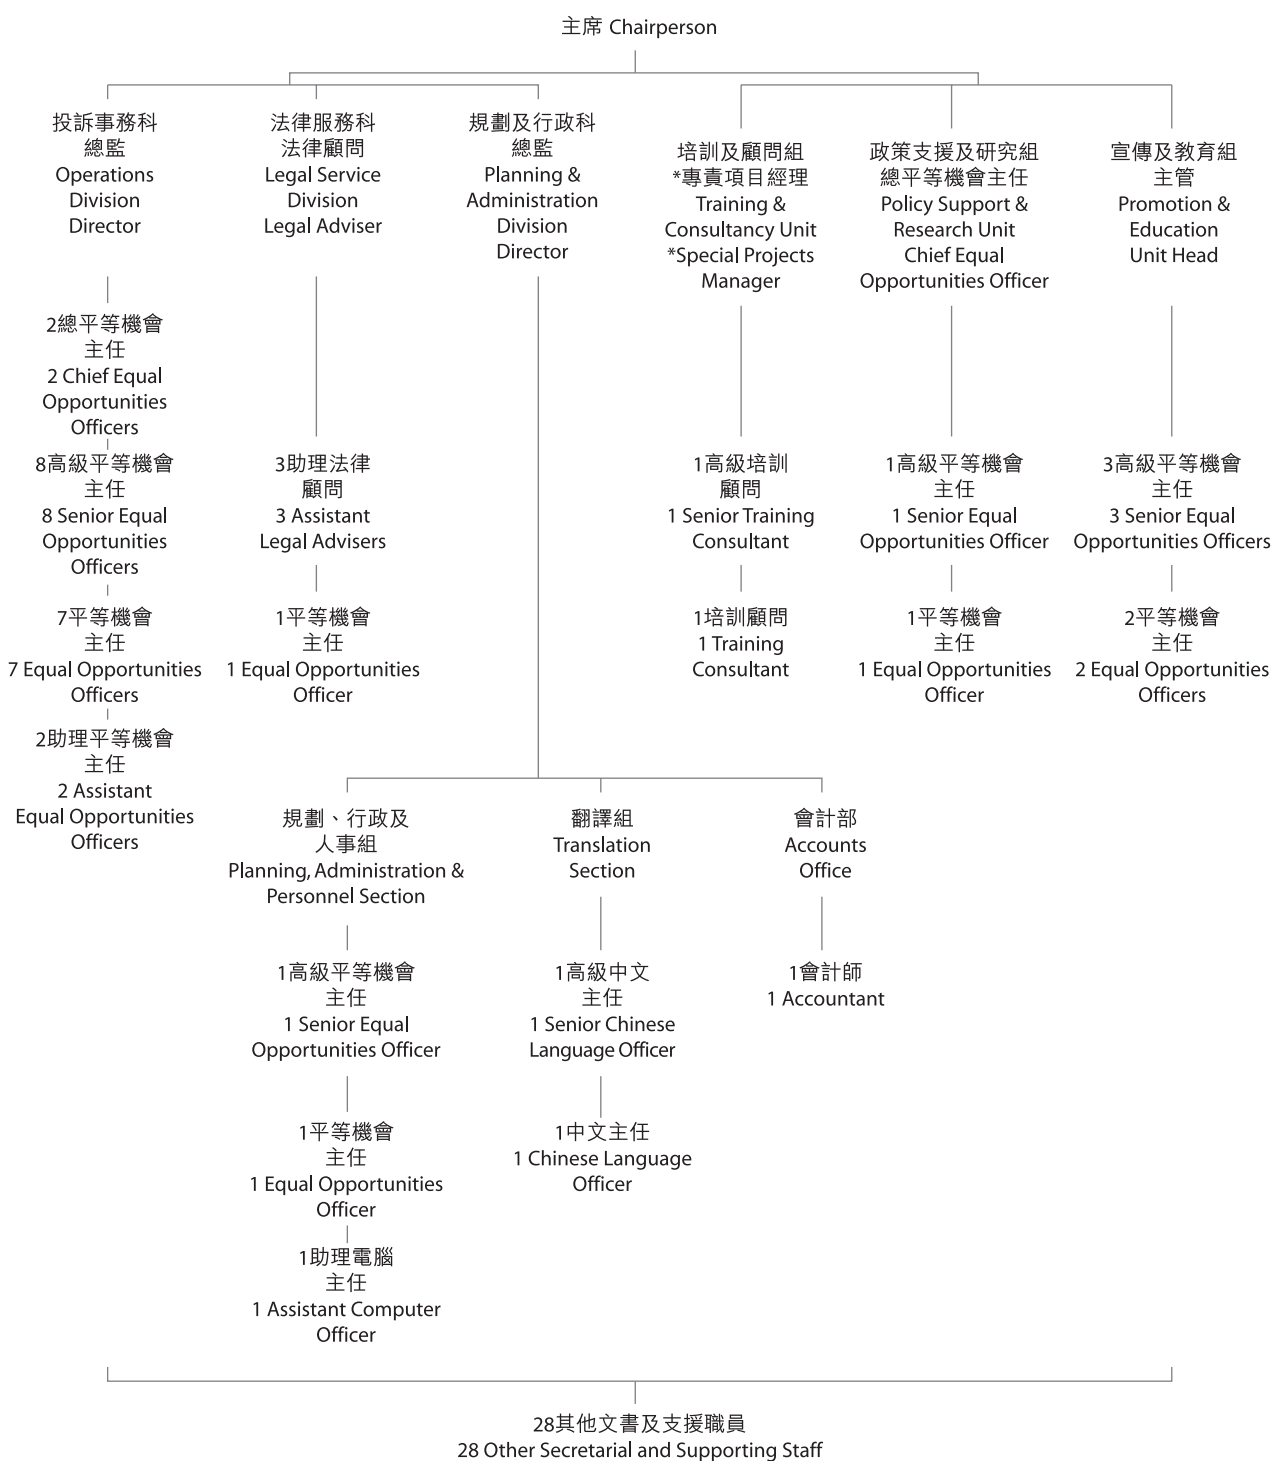 主席 Chairperson
投訴事務科
總監
Operations
Division
Director
法律服務科
法律顧問
Legal Service
Division
Legal Adviser
規劃及行政科
總監
Planning &
Administration
Division
Director
培訓及顧問組
*專責項目經理
Training &
Consultancy Unit
*Special Projects
Manager
政策支援及研究組
總平等機會主任
Policy Support &
Research Unit
Chief Equal
Opportunities Officer
宣傳及教育組
主管
Promotion &
Education
Unit Head
2總平等機會
主任
2 Chief Equal
Opportunities
Officers
8高級平等機會
主任
8 Senior Equal
Opportunities
Officers
7平等機會
主任
7 Equal Opportunities
Officers
2助理平等機會
主任
2 Assistant
Equal Opportunities
Officers
3助理法律
顧問
3 Assistant
Legal Advisers
1平等機會
主任
1 Equal Opportunities
Officer
1高級培訓
顧問
1 Senior Training
Consultant
1培訓顧問
1 Training
Consultant
1高級平等機會
主任
1 Senior Equal
Opportunities Officer
1平等機會
主任
1 Equal Opportunities
Officer
3高級平等機會
主任
3 Senior Equal
Opportunities Officers
2平等機會
主任
2 Equal Opportunities
Officers
規劃、行政及
人事組
Planning, Administration &
Personnel Section
1高級平等機會
主任
1 Senior Equal
Opportunities Officer
1平等機會
主任
1 Equal Opportunities
Officer
1助理電腦
主任
1 Assistant Computer
Officer
翻譯組
Translation
Section
1高級中文
主任
1 Senior Chinese
Language Officer
1中文主任
1 Chinese Language
Officer
會計部
Accounts
Office
1會計師
1 Accountant
28其他文書及支援職員
28 Other Secretarial and Supporting Staff